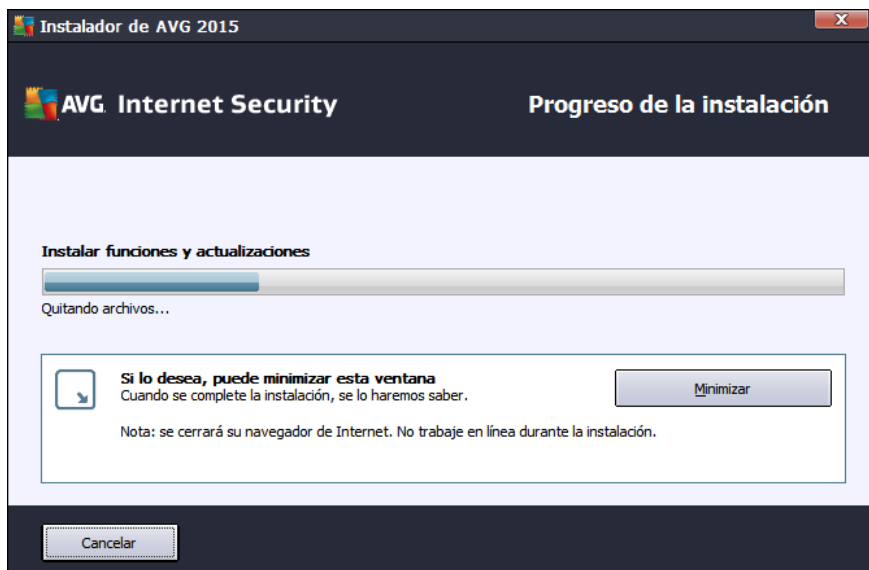 Instalador de AVG 2015
AVG. Internet Security
Progreso de la instalación
Instalar funciones y actualizaciones
Quitando archivos...
Si lo desea, puede minimizar esta ventana
Cuando se complete la instalación, se lo haremos saber.
Minimizar
Nota: se cerrará su navegador de Internet. No trabaje en línea durante la instalación.
Cancelar